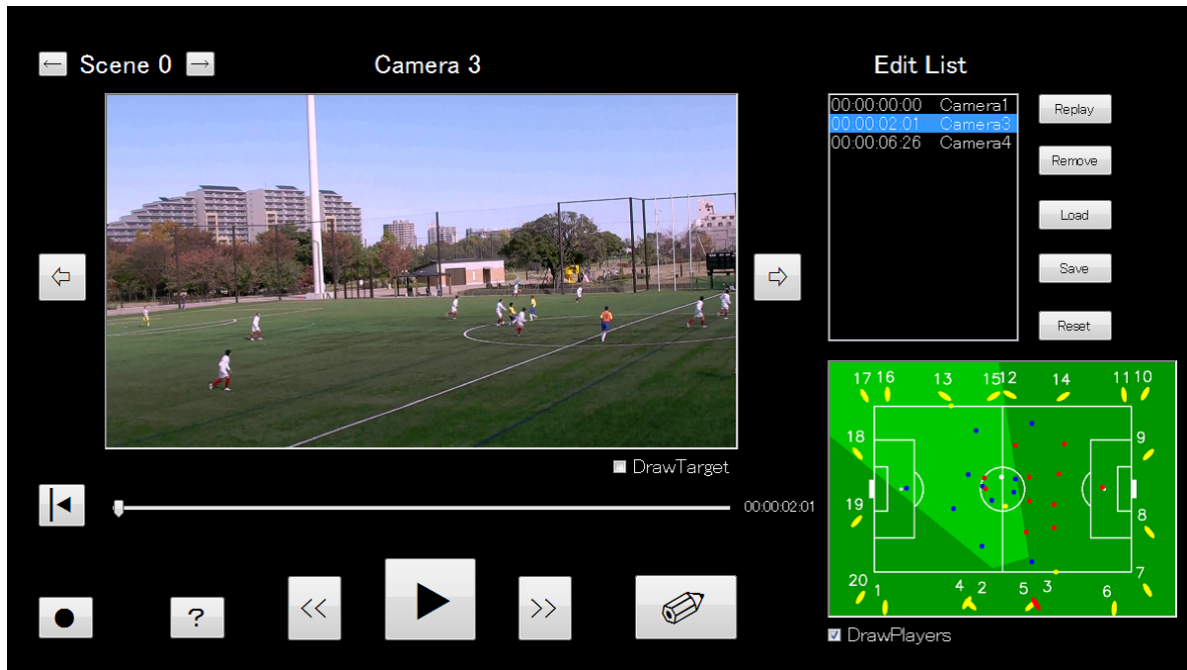 ← Scene 0 →
Camera 3
Edit List
00:00:00:00 Camera1
00:00:02:01 Camera3
00:00:06:26 Camera4
Replay
Remove
Load
Save
Reset
DrawTarget
00:00:02:01
17 16 13 15 12 14 11 10
18 9
19 8
20 1 4 2 5 3 6 7
? << >>
DrawPlayers